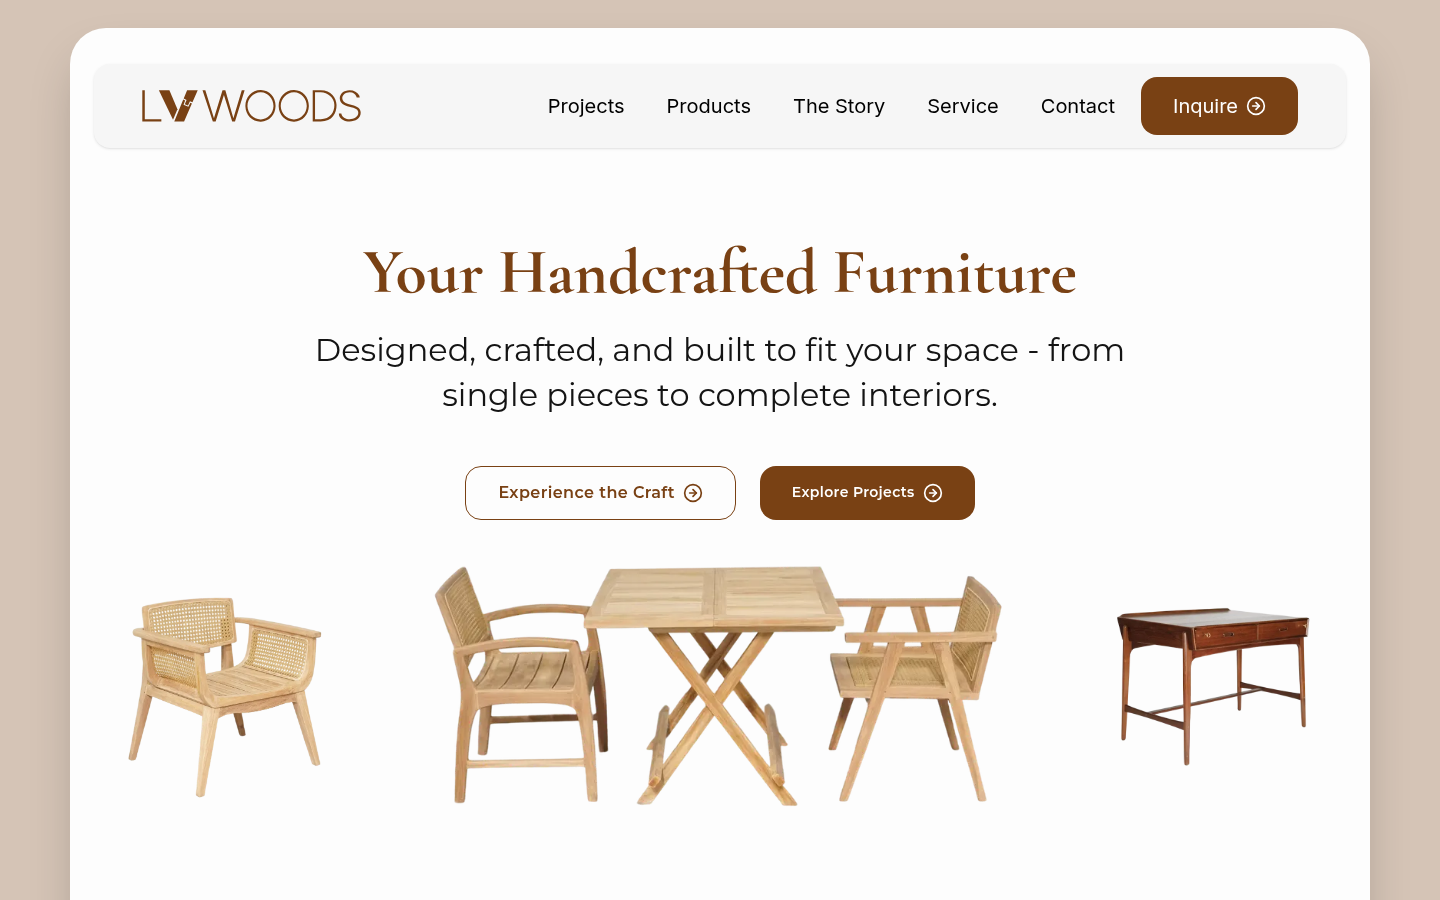 LV WOODS
Projects
Products
The Story
Service
Contact
Inquire
Your Handcrafted Furniture
Designed, crafted, and built to fit your space - from
single pieces to complete interiors.
Experience the Craft
Explore Projects